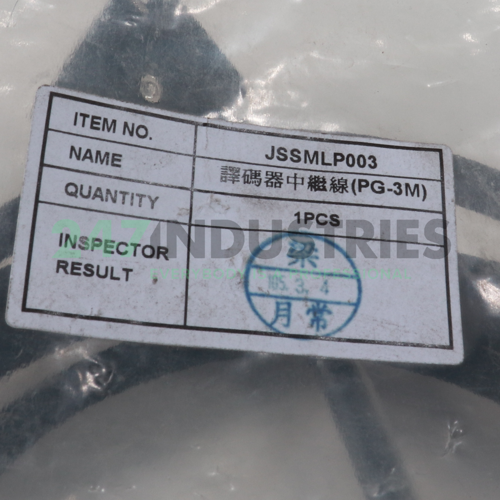 ITEM NO. JSSMLP003
NAME 譯碼器中繼線(PG-3M)
QUANTITY 1PCS
247INDUSTRIES
INSPECTOR
RESULT
梁
105. 3. 4
月常